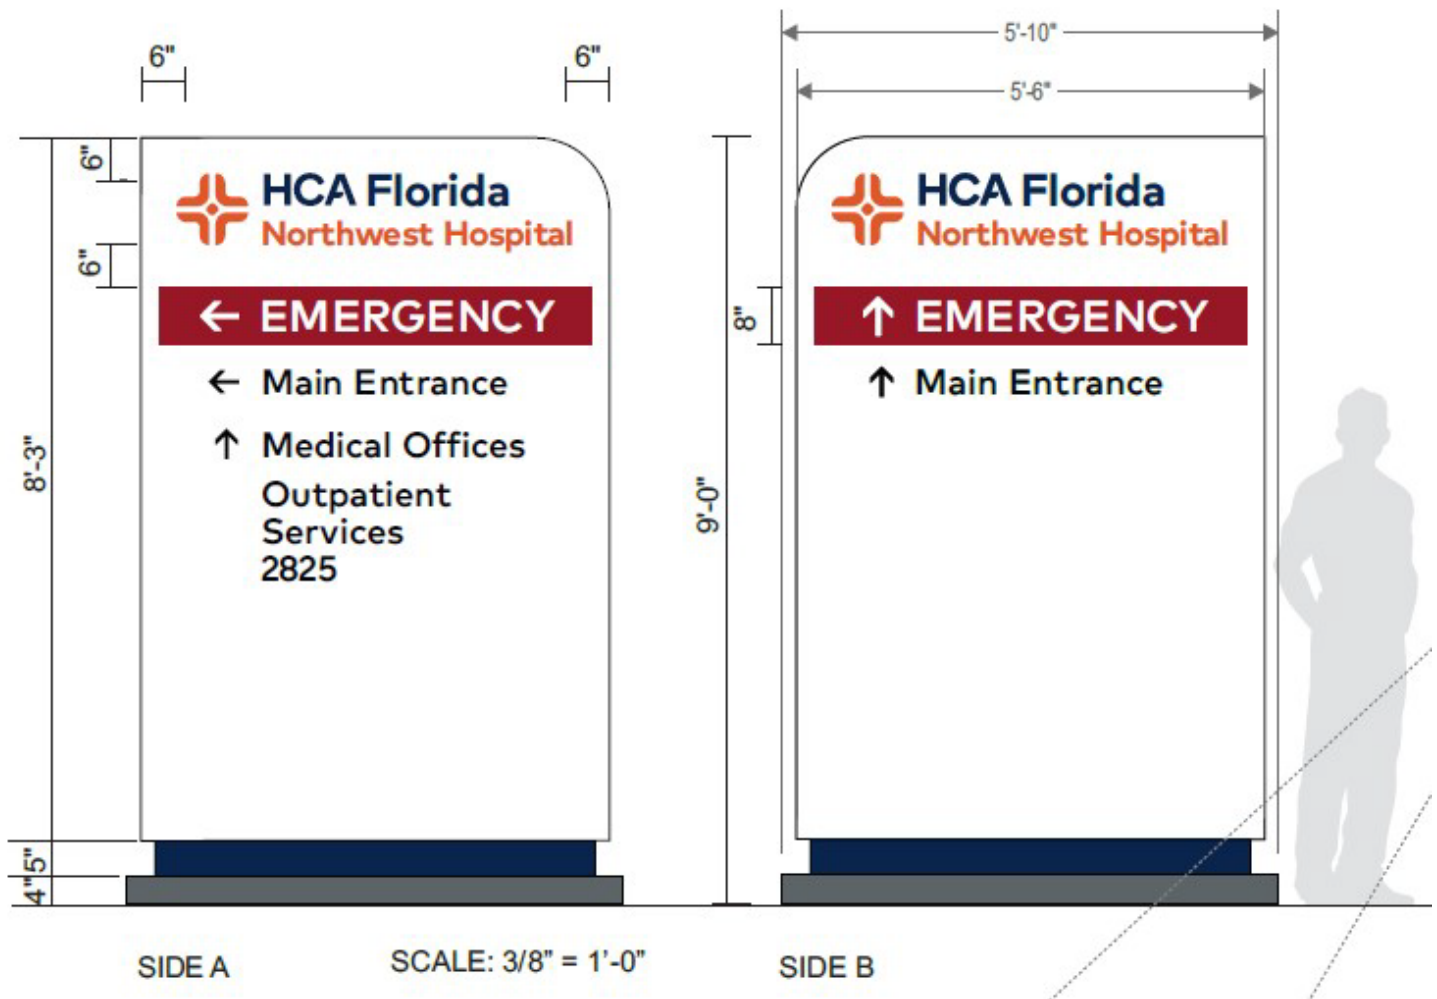 5'-10"
6"
6"
5'-6"
6"
HCA Florida
Northwest Hospital
6"
← EMERGENCY
← Main Entrance
↑ Medical Offices
Outpatient
Services
2825
8'-3"
5"
4"
HCA Florida
Northwest Hospital
8"
↑ EMERGENCY
↑ Main Entrance
9'-0"
SIDE A
SCALE: 3/8" = 1'-0"
SIDE B